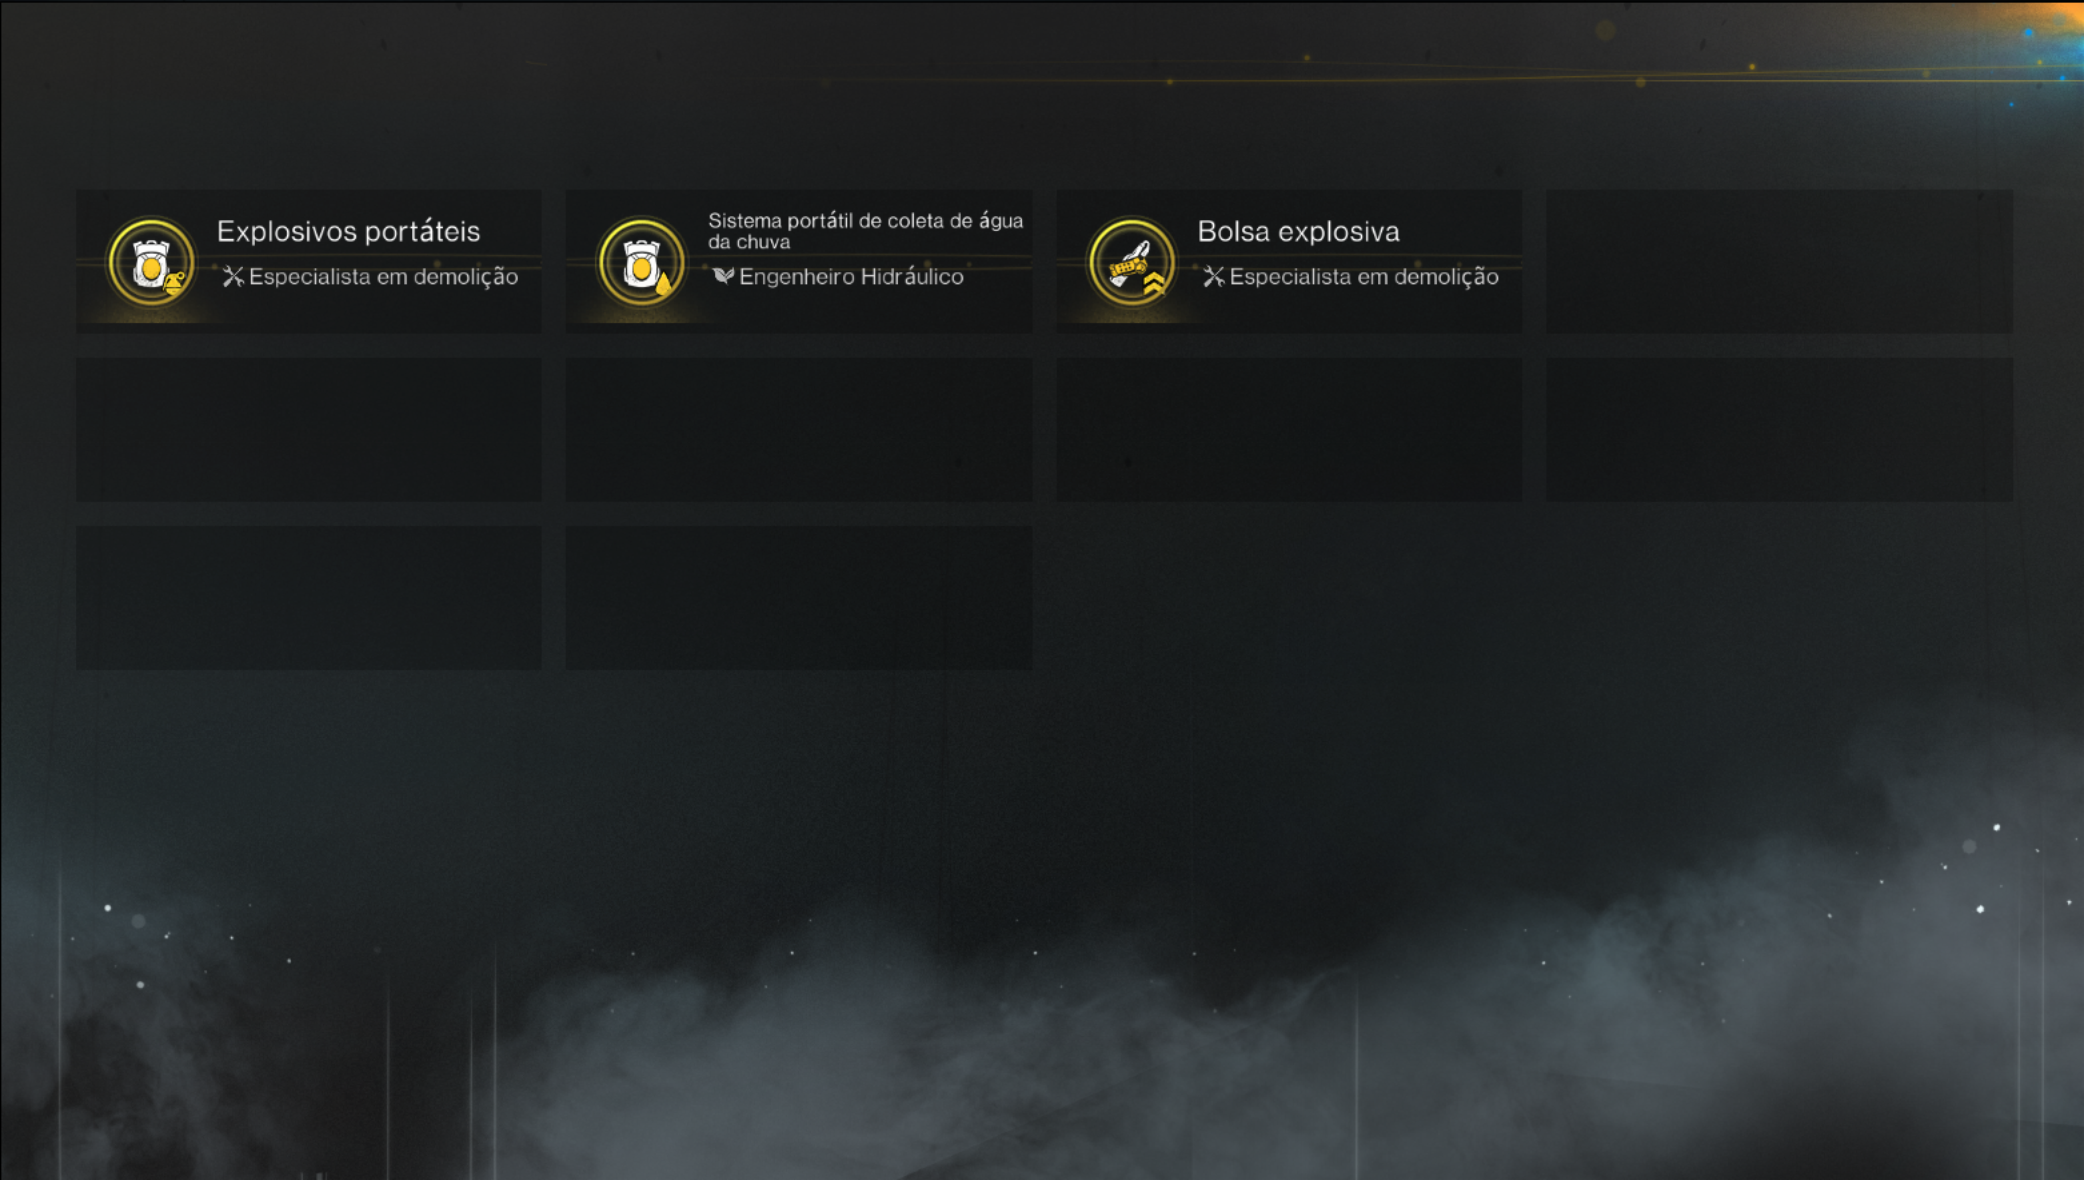 Explosivos portáteis
Especialista em demolição
Sistema portátil de coleta de água
da chuva
Engenheiro Hidráulico
Bolsa explosiva
Especialista em demolição